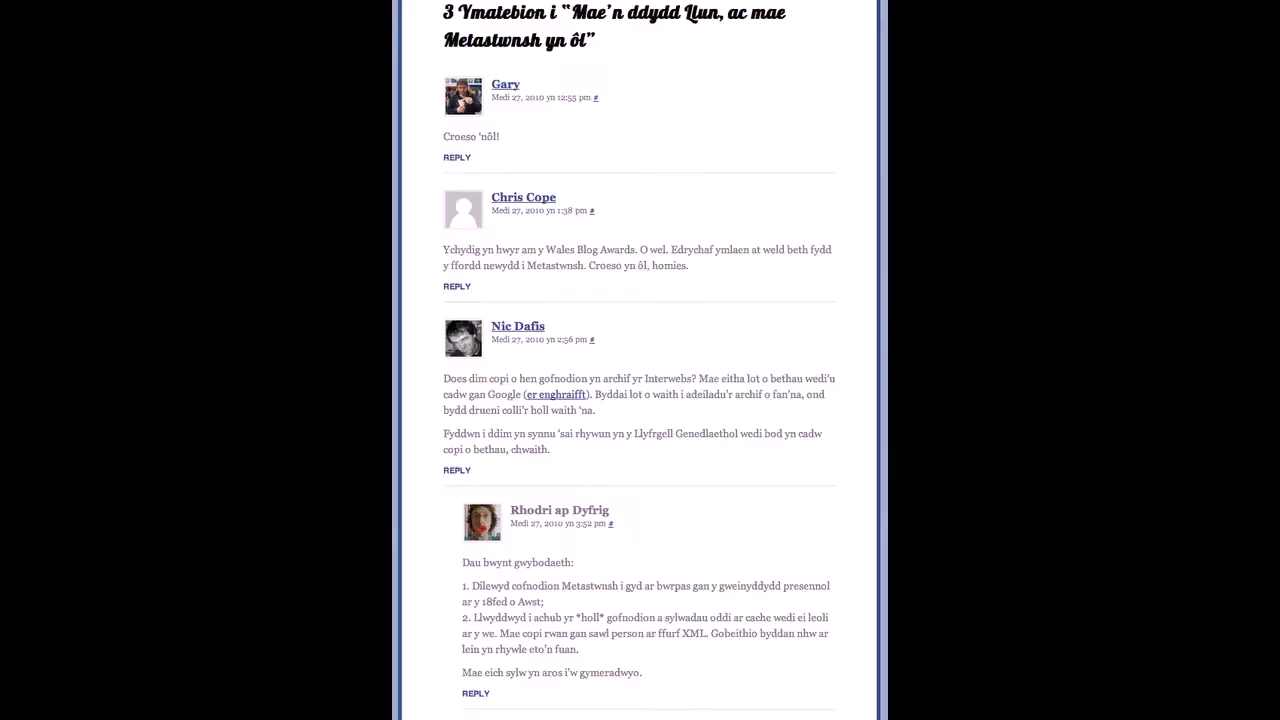 3 Ymatebion i “Mae’n ddydd Llun, ac mae
Metastwnsh yn ôl”
Gary
Medi 27, 2010 yn 12:55 pm #
Croeso ‘nôl!
REPLY
Chris Cope
Medi 27, 2010 yn 1:38 pm #
Ychydig yn hwyr am y Wales Blog Awards. O wel. Edrychaf ymlaen at weld beth fydd
y ffordd newydd i Metastwnsh. Croeso yn ôl, homies.
REPLY
Nic Dafis
Medi 27, 2010 yn 2:56 pm #
Does dim copi o hen gofnodion yn archif yr Interwebs? Mae eitha lot o bethau wedi’u
cadw gan Google (er enghraifft). Byddai lot o waith i adeiladu’r archif o fan’na, ond
bydd drueni colli’r holl waith ‘na.
Fyddwn i ddim yn synnu ‘sai rhywun yn y Llyfrgell Genedlaethol wedi bod yn cadw
copi o bethau, chwaith.
REPLY
Rhodri ap Dyfrig
Medi 27, 2010 yn 3:52 pm #
Dau bwynt gwybodaeth:
1. Dilewyd cofnodion Metastwnsh i gyd ar bwrpas gan y gweinyddydd presennol
ar y 18fed o Awst;
2. Llwyddwyd i achub yr *holl* gofnodion a sylwadau oddi ar cache wedi ei leoli
ar y we. Mae copi rwan gan sawl person ar ffurf XML. Gobeithio byddan nhw ar
lein yn rhywle eto’n fuan.
Mae eich sylw yn aros i’w gymeradwyo.
REPLY